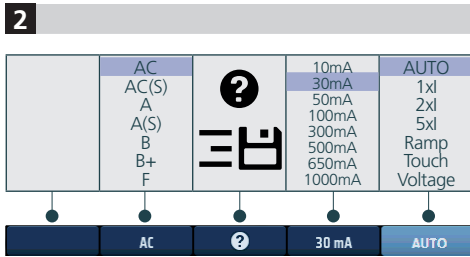 2
AC
AC(S)
A
A(S)
B
B+
F
?
10mA
30mA
50mA
100mA
300mA
500mA
650mA
1000mA
AUTO
1xI
2xI
5xI
Ramp
Touch
Voltage
AC
?
30 mA
AUTO